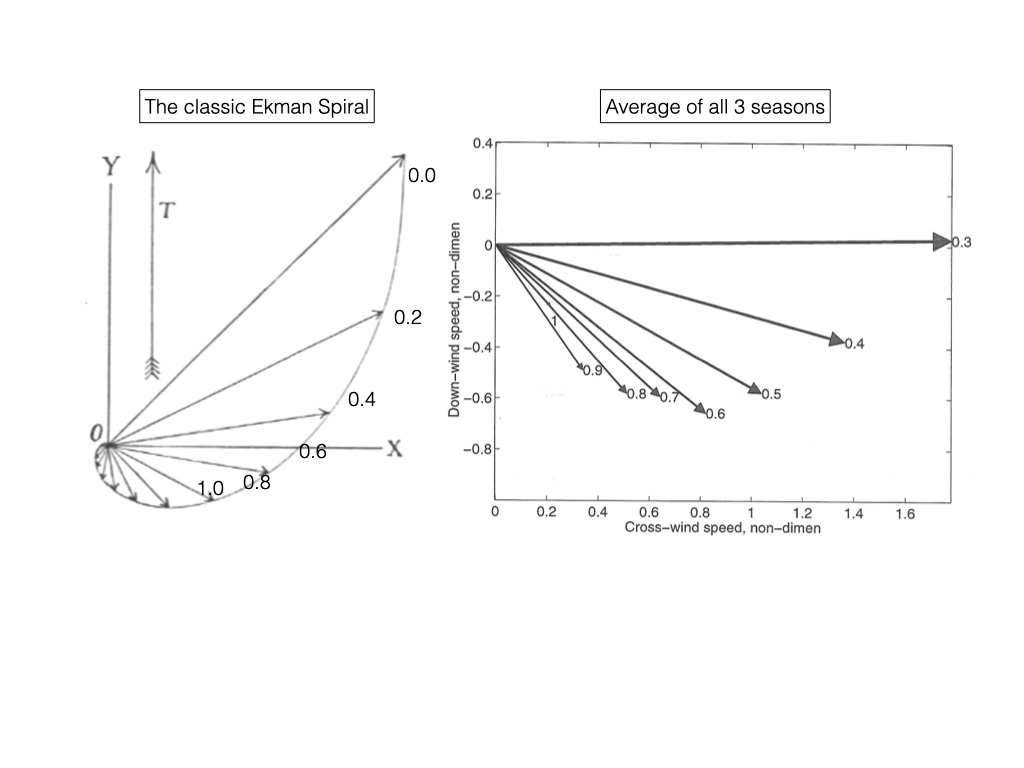 The classic Ekman Spiral
Y
T
0.0
0.2
0.4
O
X
0.6
0.8
1.0
Average of all 3 seasons
0.4
0.2
0
−0.2
−0.4
−0.6
−0.8
Down−wind speed, non−dimen
0.3
0.4
0.5
0.6
0.7
0.8
0.9
1
0 0.2 0.4 0.6 0.8 1 1.2 1.4 1.6
Cross−wind speed, non−dimen